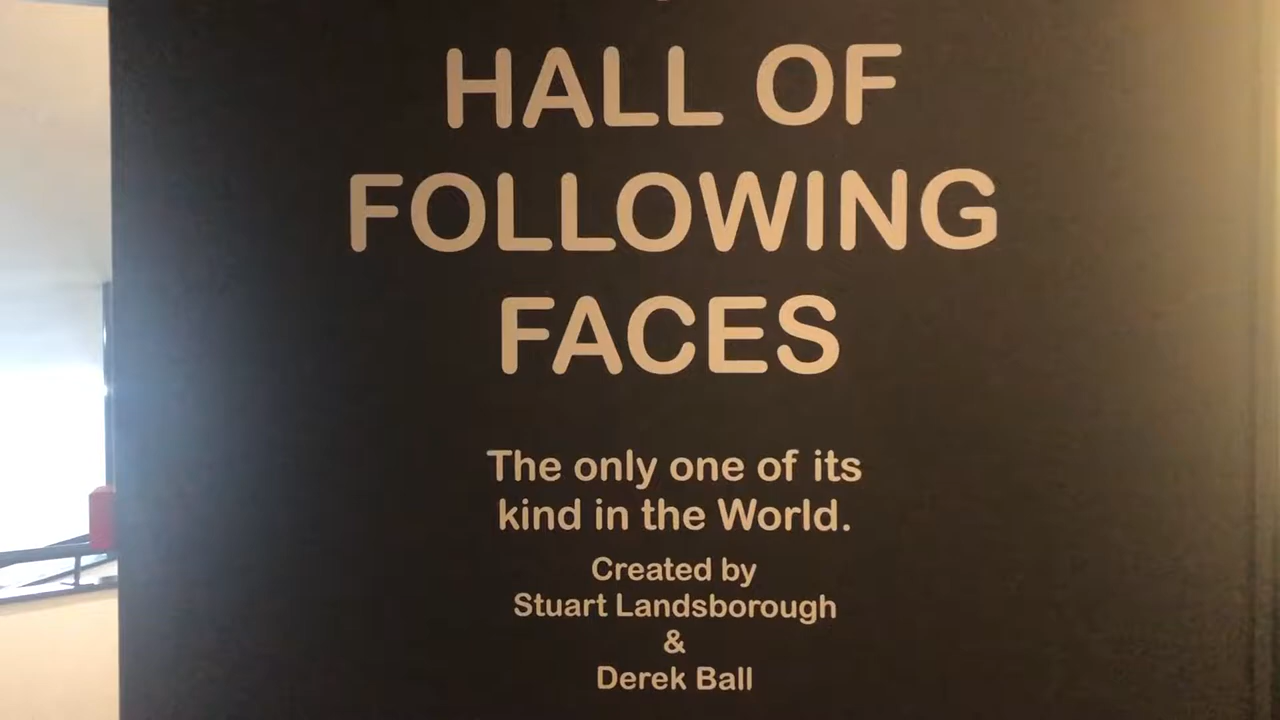 HALL OF
FOLLOWING
FACES
The only one of its
kind in the World.
Created by
Stuart Landsborough
&
Derek Ball